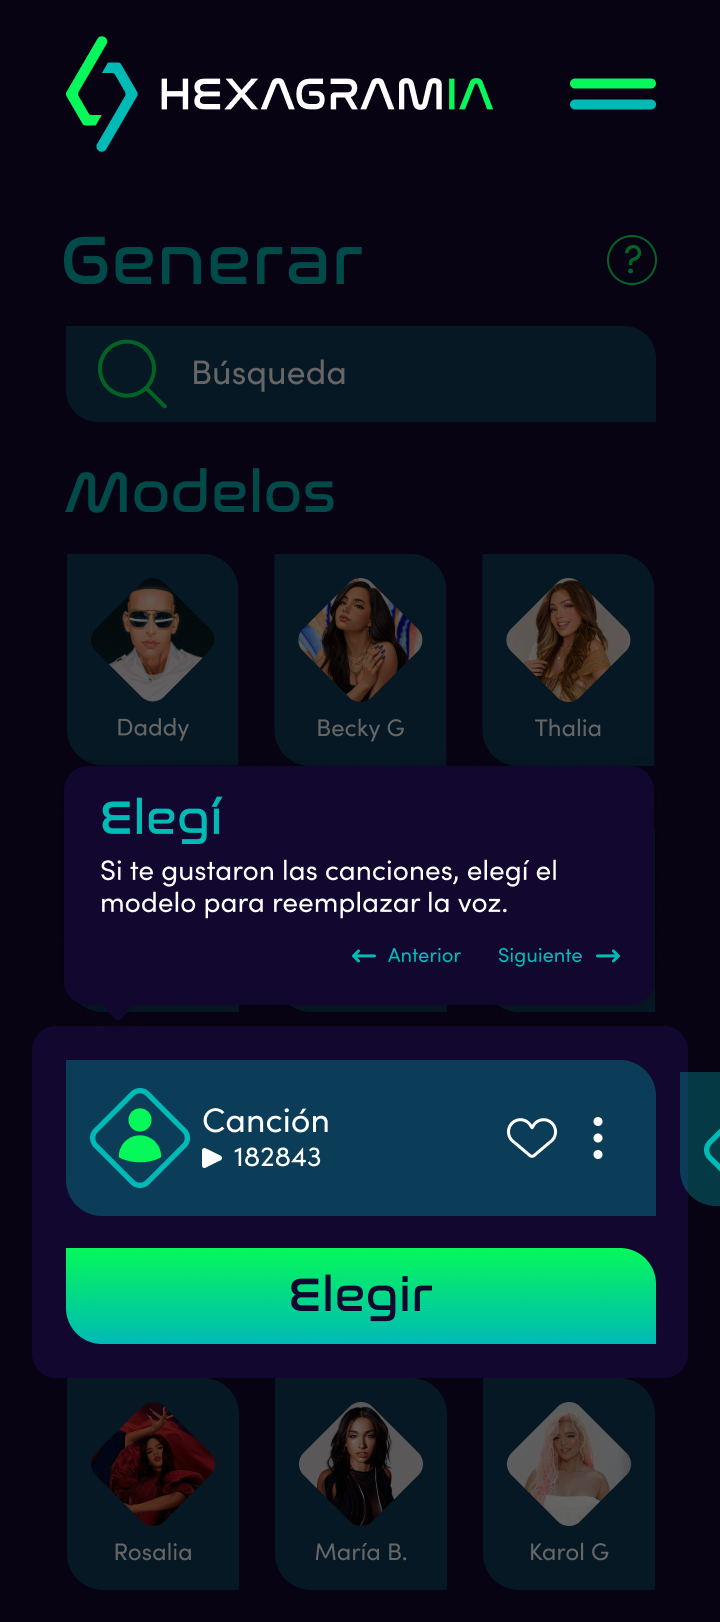 HEXAGRAMIA
Generar
?
Búsqueda
Modelos
Daddy
Becky G
Thalia
Elegí
Si te gustaron las canciones, elegí el
modelo para reemplazar la voz.
Anterior
Siguiente
Canción
182843
Elegir
Rosalia
María B.
Karol G